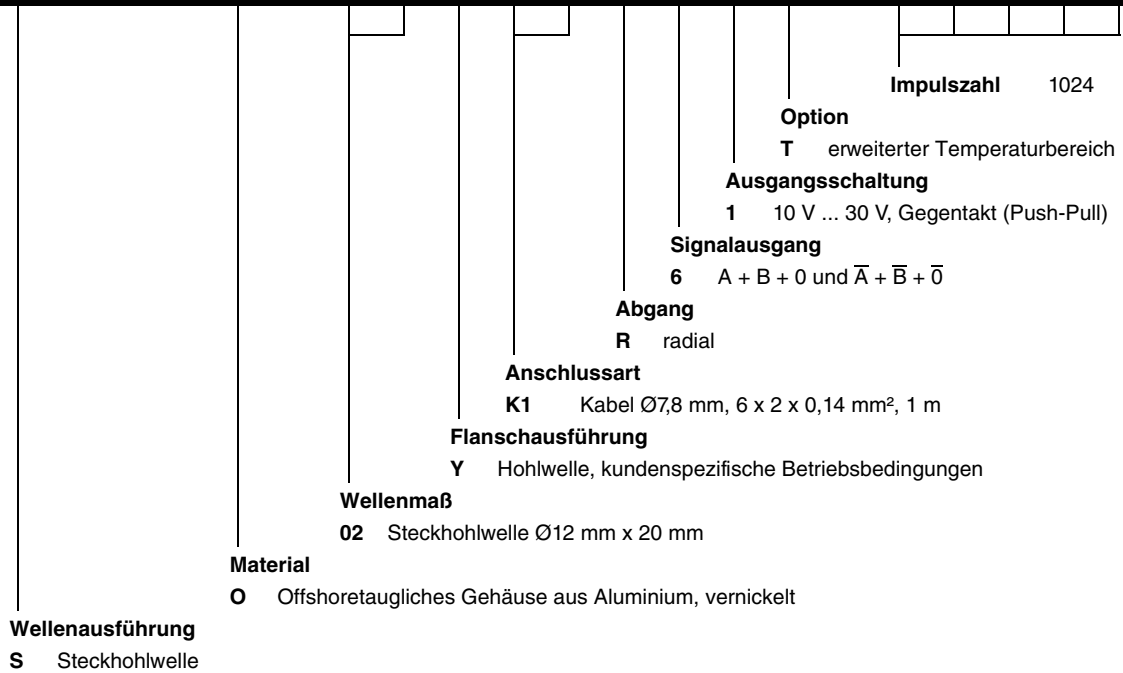 Impulszahl 1024
Option
T erweiterter Temperaturbereich
Ausgangsschaltung
1 10 V ... 30 V, Gegentakt (Push-Pull)
Signalausgang
6 A + B + 0 und A̅ + B̅ + 0̅
Abgang
R radial
Anschlussart
K1 Kabel Ø7,8 mm, 6 x 2 x 0,14 mm², 1 m
Flanschausführung
Y Hohlwelle, kundenspezifische Betriebsbedingungen
Wellenmaß
02 Steckhohlwelle Ø12 mm x 20 mm
Material
O Offshoretaugliches Gehäuse aus Aluminium, vernickelt
Wellenausführung
S Steckhohlwelle